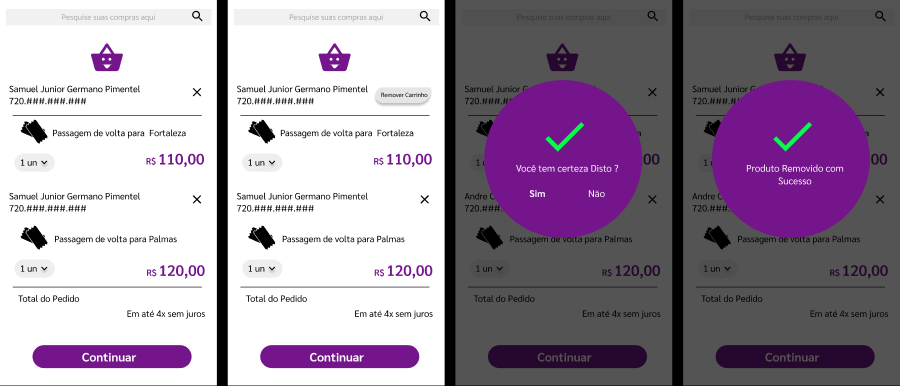 Pesquise suas compras aqui
Samuel Junior Germano Pimentel
720.###.###.###
Passagem de volta para Fortaleza
1 un
R$ 110,00
Samuel Junior Germano Pimentel
720.###.###.###
Passagem de volta para Palmas
1 un
R$ 120,00
Total do Pedido
Em até 4x sem juros
Continuar
Pesquise suas compras aqui
Samuel Junior Germano Pimentel
720.###.###.###
Remover Carrinho
Passagem de volta para Fortaleza
1 un
R$ 110,00
Samuel Junior Germano Pimentel
720.###.###.###
Passagem de volta para Palmas
1 un
R$ 120,00
Total do Pedido
Em até 4x sem juros
Continuar
Pesquise suas compras aqui
Samuel Junior Germano Pimentel
720.
Você tem certeza Disto ?
Sim Não
1 un
00
Andre
720.
Passagem de volta para Palmas
1 un
R$ 120,00
Total do Pedido
Em até 4x sem juros
Continuar
Pesquise suas compras aqui
Samuel Junior Germano Pimentel
720.
Produto Removido com
Sucesso
1 un
00
Andre
720.
Passagem de volta para Palmas
1 un
R$ 120,00
Total do Pedido
Em até 4x sem juros
Continuar